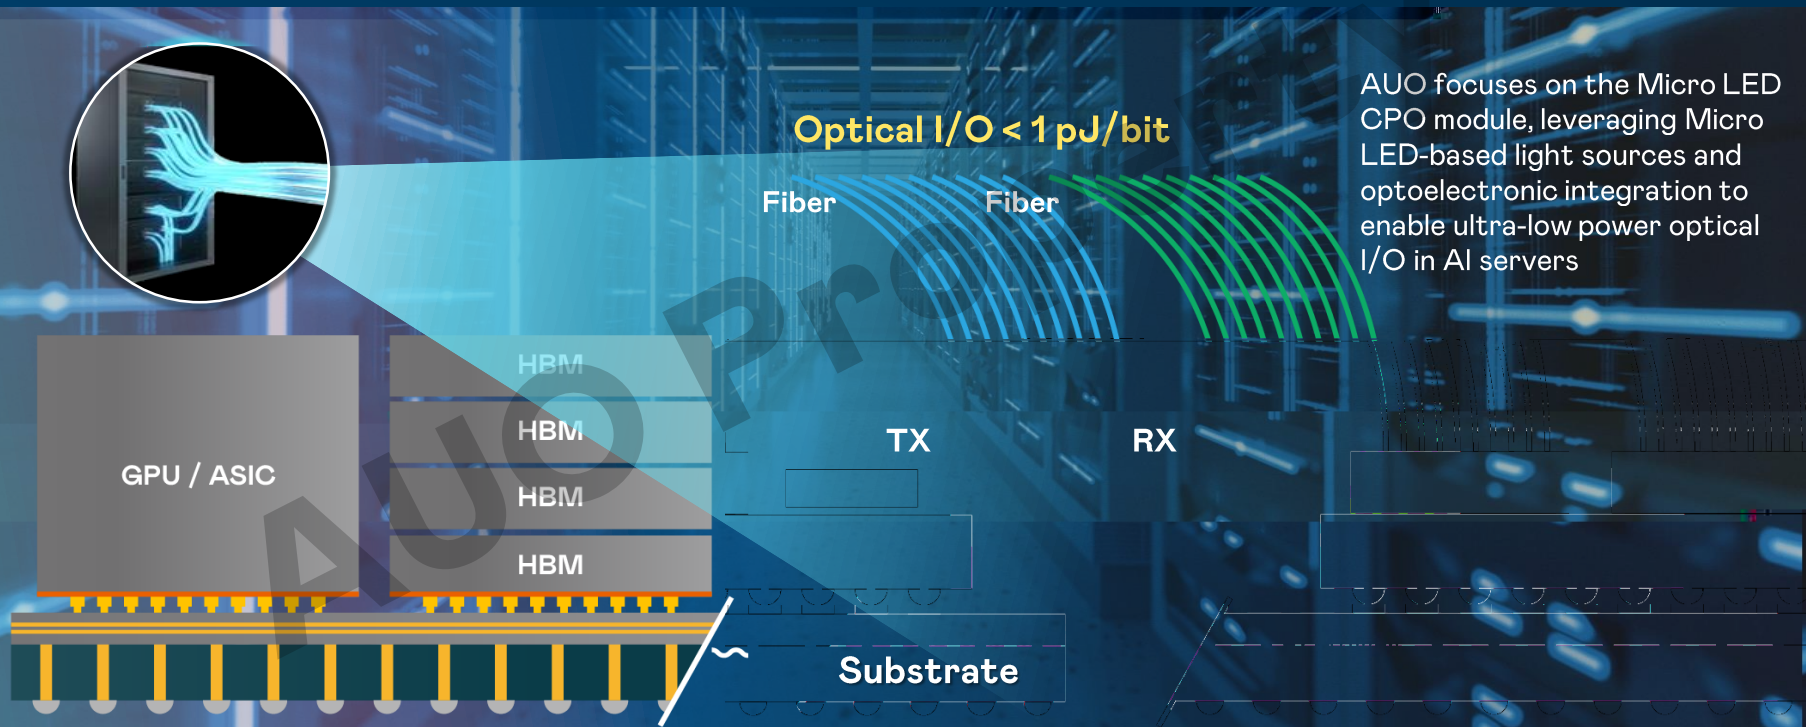 Optical I/O < 1 pJ/bit
Fiber
Fiber
AUO focuses on the Micro LED
CPO module, leveraging Micro
LED-based light sources and
optoelectronic integration to
enable ultra-low power optical
I/O in AI servers
GPU / ASIC
HBM
HBM
HBM
HBM
TX
RX
Substrate